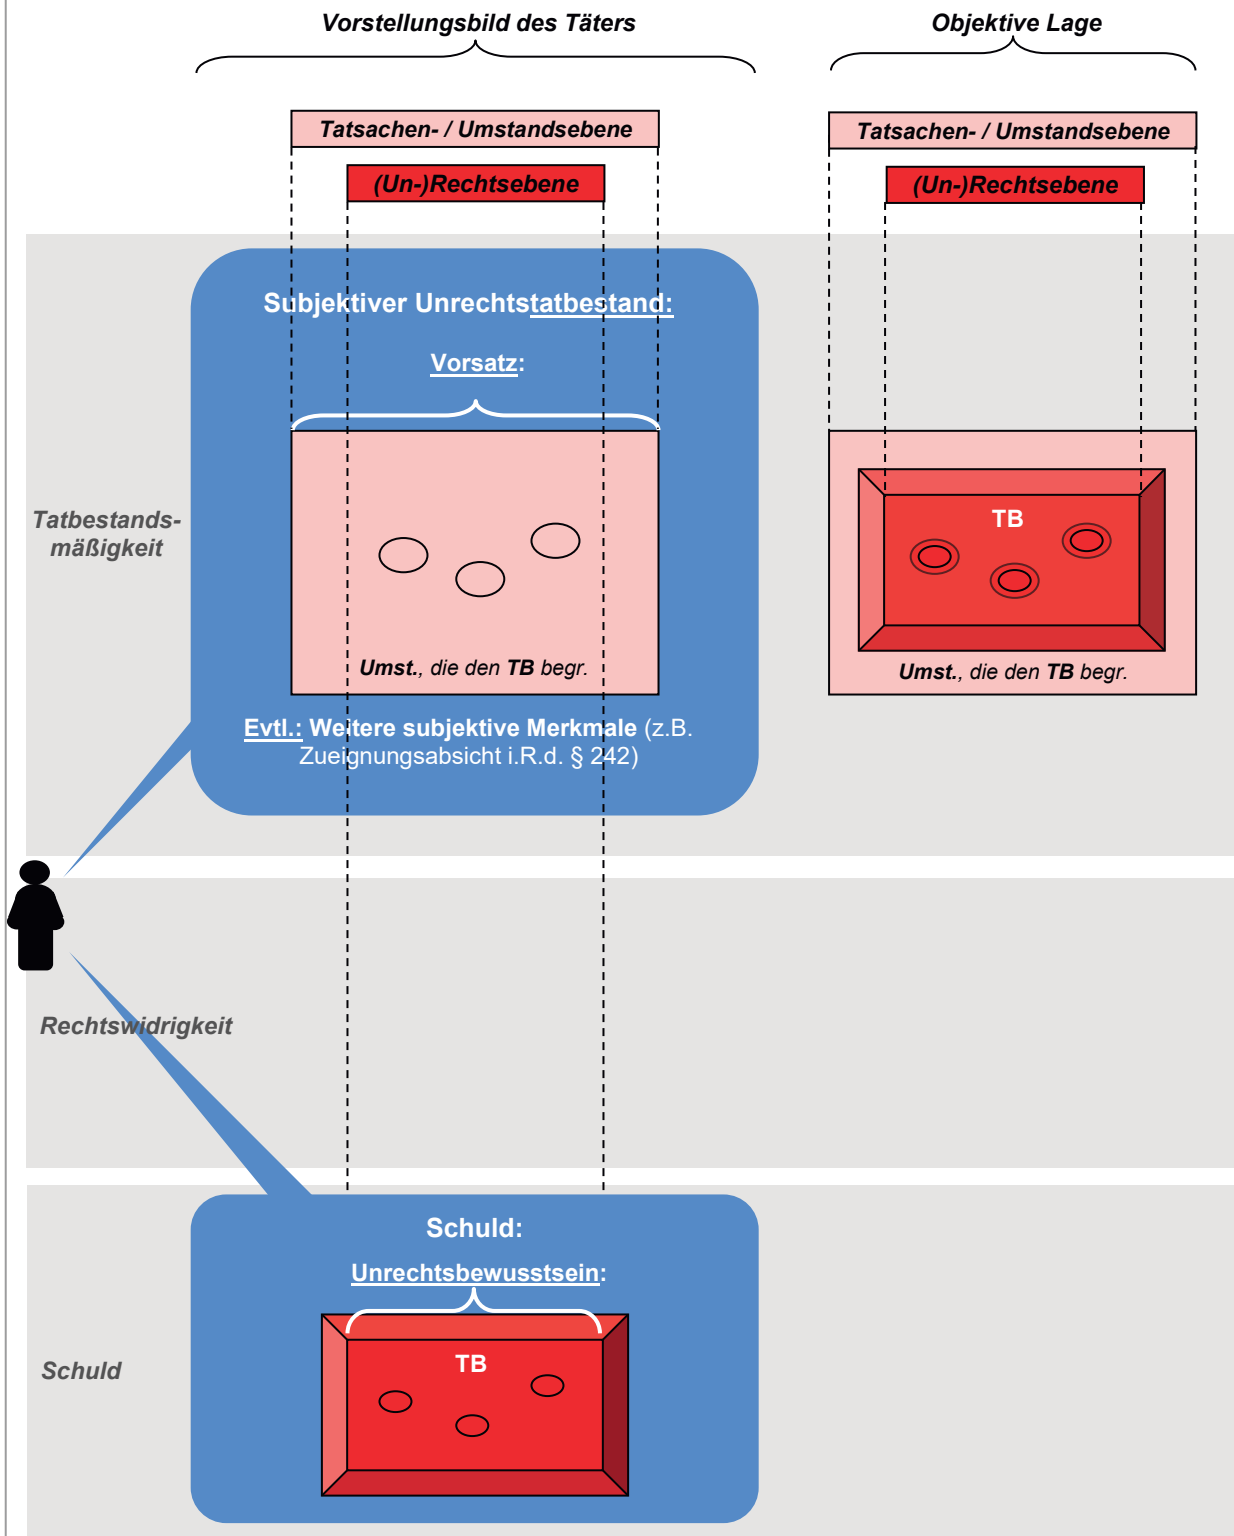 Vorstellungsbild des Täters
Objektive Lage
Tatsachen- / Umstandsebene
(Un-)Rechtsebene
Tatsachen- / Umstandsebene
(Un-)Rechtsebene
Subjektiver Unrechtstatbestand:
Vorsatz:
Umst., die den TB begr.
Evtl.: Weitere subjektive Merkmale (z.B.
Zueignungsabsicht i.R.d. § 242)
TB
Umst., die den TB begr.
Tatbestands-
mäßigkeit
Rechtswidrigkeit
Schuld
Schuld:
Unrechtsbewusstsein:
TB